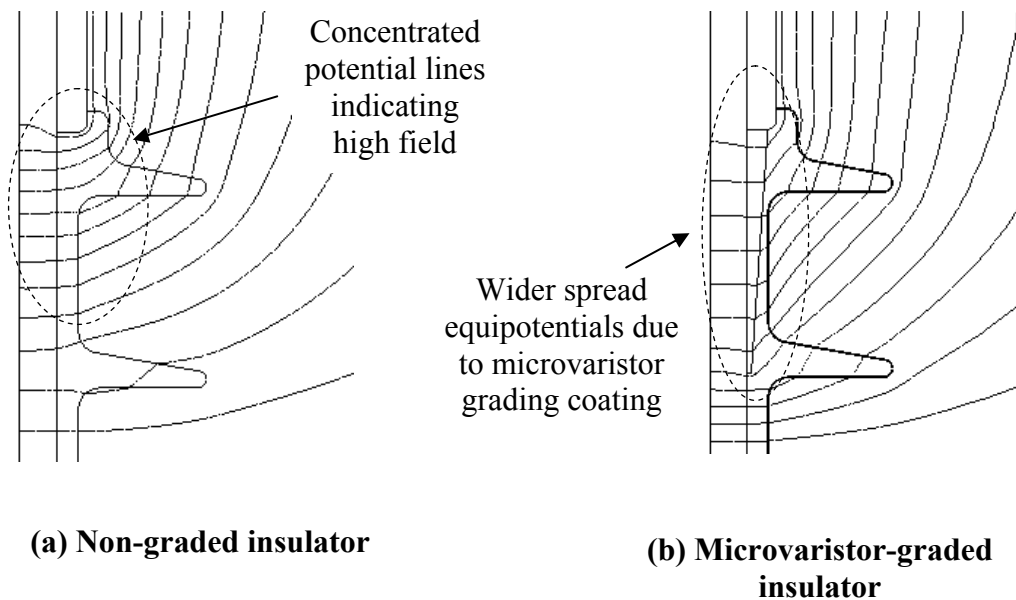 Concentrated
potential lines
indicating
high field
Wider spread
equipotentials due
to microvaristor
grading coating
(a) Non-graded insulator
(b) Microvaristor-graded
insulator